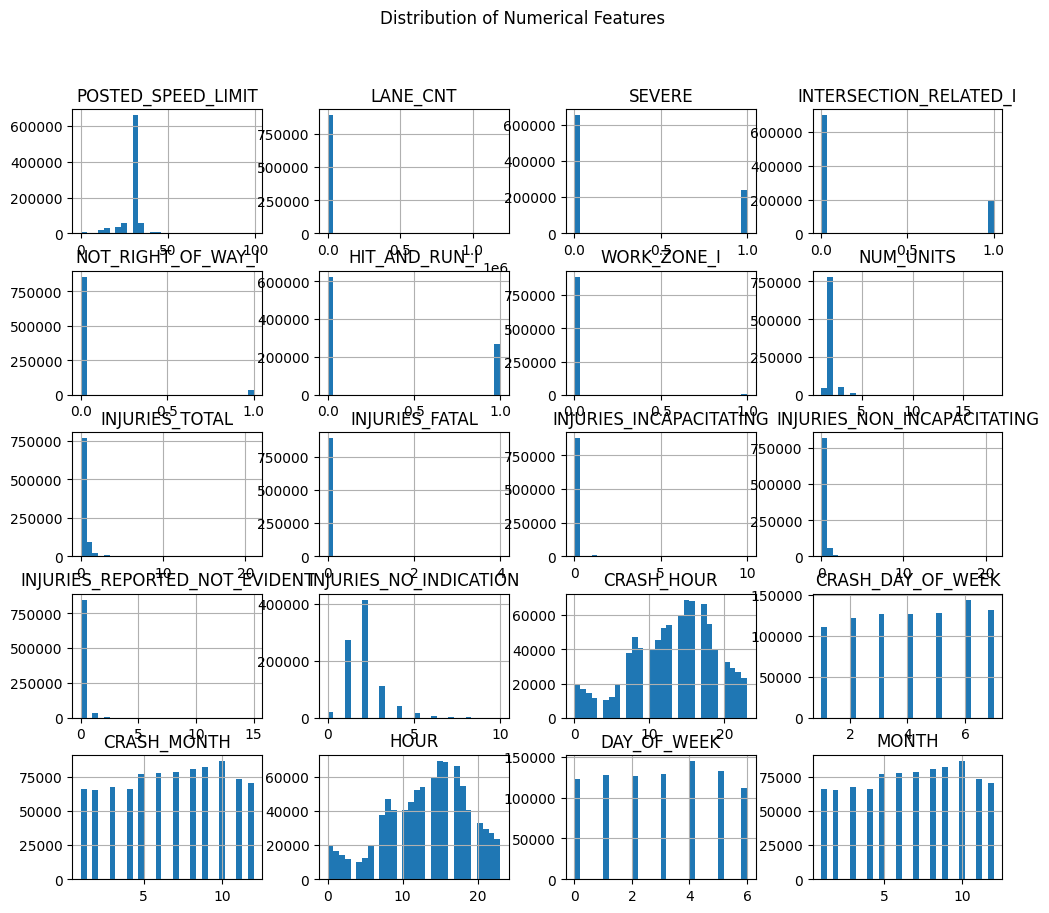 Distribution of Numerical Features
POSTED_SPEED_LIMIT LANE_CNT SEVERE INTERSECTION_RELATED_I
600000 750000 600000 600000
400000 500000 400000 400000
200000 250000 200000 200000
0 0 0 0
0 50 100 0.0 0.5 1.0 0.0 0.5 1.0 0.0 0.5 1.0
1e6
NOT_RIGHT_OF_WAY_I HIT_AND_RUN_I WORK_ZONE_I NUM_UNITS
750000 600000 750000 750000
500000 400000 500000 500000
250000 200000 250000 250000
0 0 0 0
0.0 0.5 1.0 0.0 0.5 1.0 0.0 0.5 1.0 5 10 15
INJURIES_TOTAL INJURIES_FATAL INJURIES_INCAPACITATING INJURIES_NON_INCAPACITATING
750000 750000 750000 750000
500000 500000 500000 500000
250000 250000 250000 250000
0 0 0 0
0 10 20 0 2 4 0 5 10 0 10 20
INJURIES_REPORTED_NOT_EVIDENT INJURIES_NO_INDICATION CRASH_HOUR CRASH_DAY_OF_WEEK
750000 400000 60000 150000
500000 200000 40000 100000
250000 0 20000 50000
0 0 0
0 5 10 15 0 5 10 0 10 20 2 4 6
CRASH_MONTH HOUR DAY_OF_WEEK MONTH
75000 60000 150000 75000
50000 40000 100000 50000
25000 20000 50000 25000
0 0 0 0
5 10 0 10 20 0 2 4 6 5 10